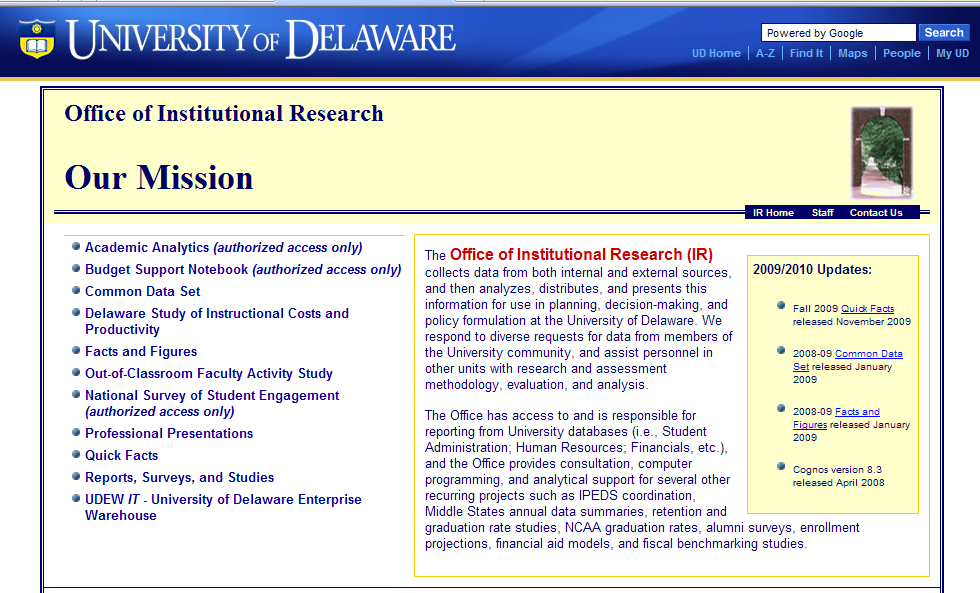 UNIVERSITY OF DELAWARE
Powered by Google
Search
UD Home | A-Z | Find It | Maps | People | My UD
Office of Institutional Research
Our Mission
IR Home Staff Contact Us
Academic Analytics (authorized access only)
Budget Support Notebook (authorized access only)
Common Data Set
Delaware Study of Instructional Costs and
Productivity
Facts and Figures
Out-of-Classroom Faculty Activity Study
National Survey of Student Engagement
(authorized access only)
Professional Presentations
Quick Facts
Reports, Surveys, and Studies
UDEW IT - University of Delaware Enterprise
Warehouse
The Office of Institutional Research (IR)
collects data from both internal and external sources,
and then analyzes, distributes, and presents this
information for use in planning, decision-making, and
policy formulation at the University of Delaware. We
respond to diverse requests for data from members of
the University community, and assist personnel in
other units with research and assessment
methodology, evaluation, and analysis.
The Office has access to and is responsible for
reporting from University databases (i.e., Student
Administration; Human Resources; Financials, etc.),
and the Office provides consultation, computer
programming, and analytical support for several other
recurring projects such as IPEDS coordination,
Middle States annual data summaries, retention and
graduation rate studies, NCAA graduation rates, alumni surveys, enrollment
projections, financial aid models, and fiscal benchmarking studies.
2009/2010 Updates:
Fall 2009 Quick Facts
released November 2009
2008-09 Common Data
Set released January
2009
2008-09 Facts and
Figures released January
2009
Cognos version 8.3
released April 2008